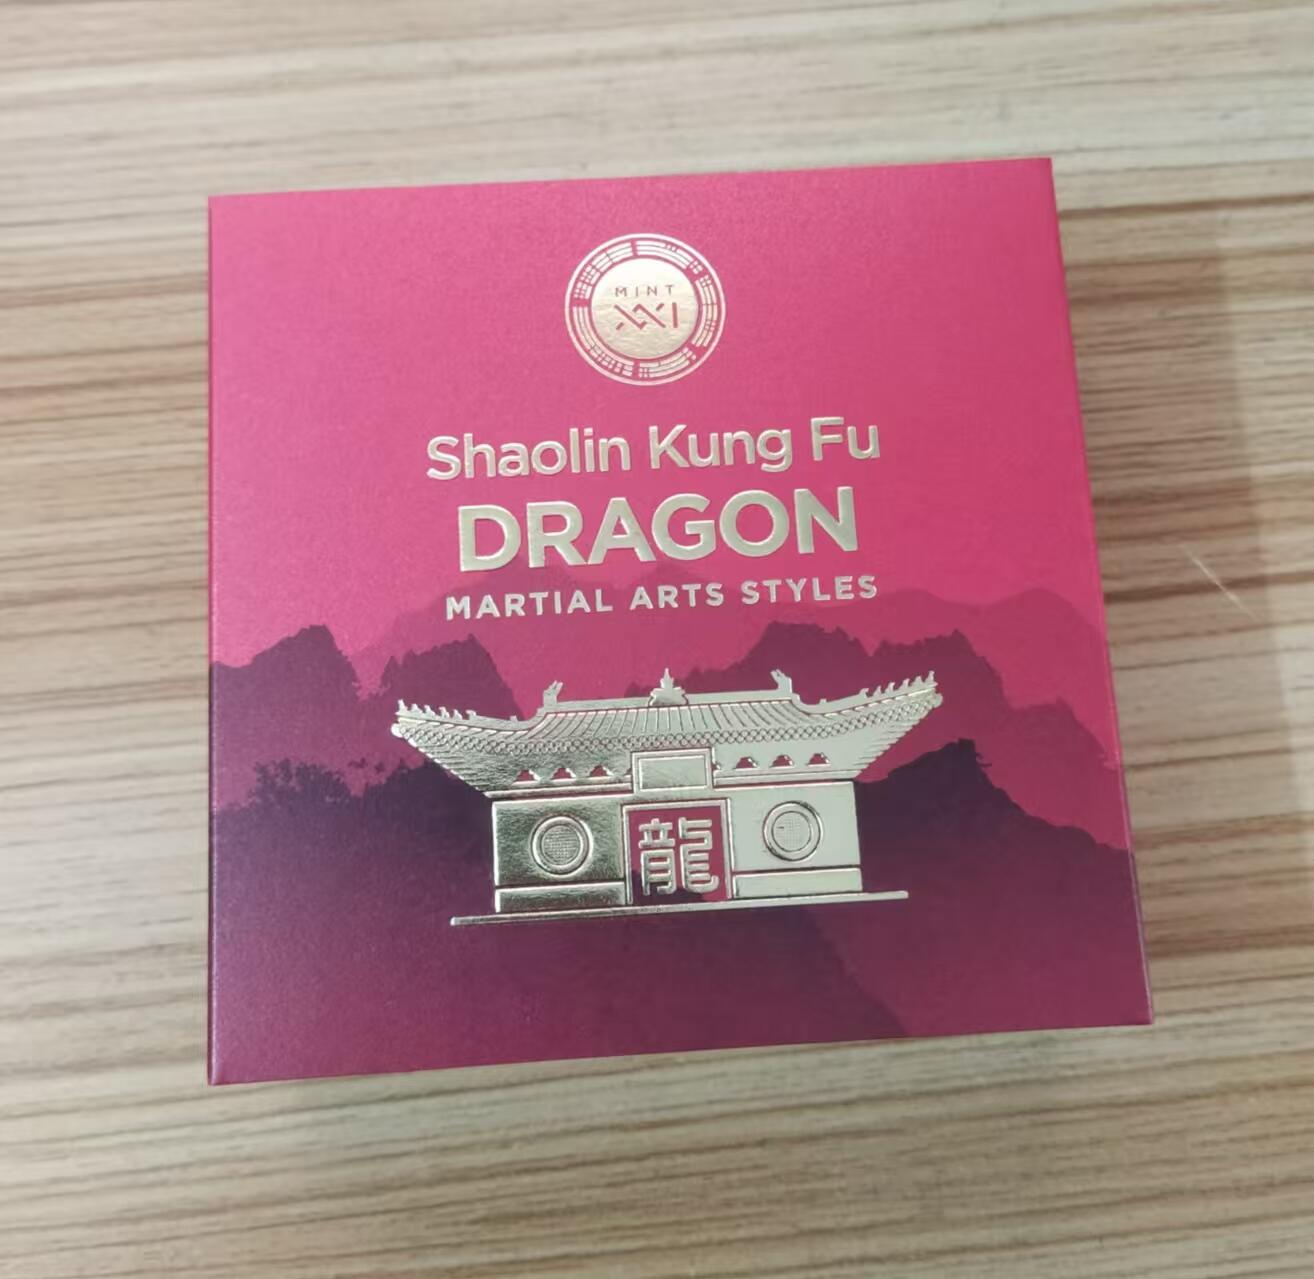 MINT
XXI
Shaolin Kung Fu
DRAGON
MARTIAL ARTS STYLES
龍